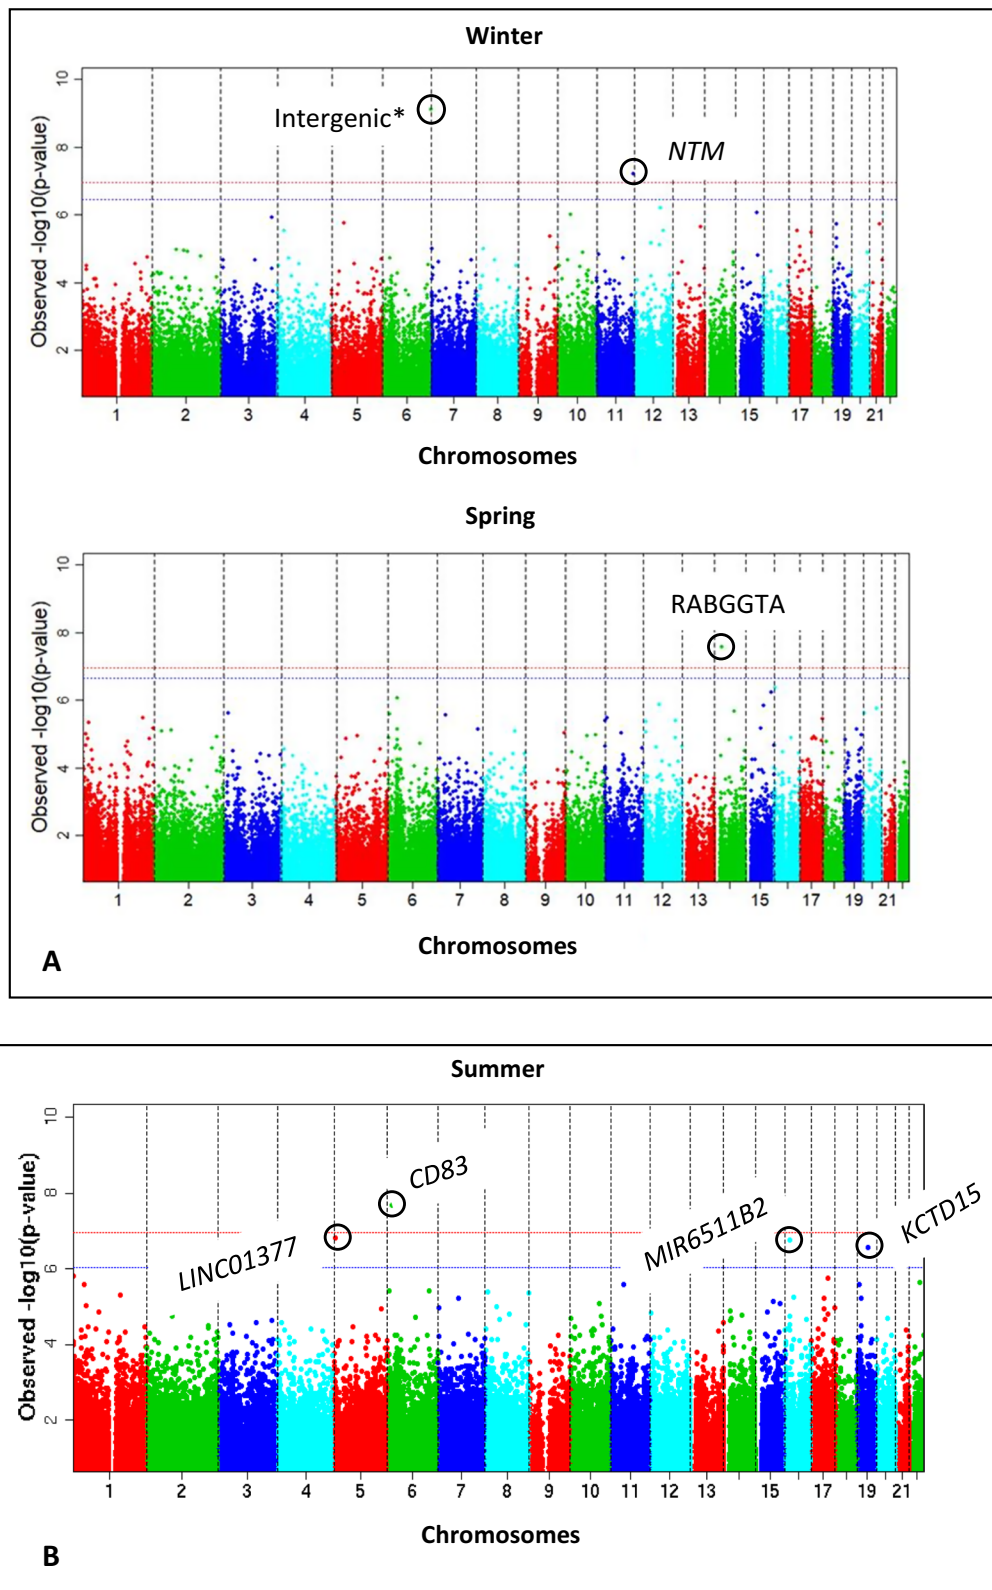 Winter
Observed -log10(p-value)
10
8
6
4
2
Intergenic*
NTM
1 2 3 4 5 6 7 8 9 10 11 12 13 15 17 19 21
Chromosomes
Spring
Observed -log10(p-value)
10
8
6
4
2
RABGGTA
1 2 3 4 5 6 7 8 9 10 11 12 13 15 17 19 21
Chromosomes
A
Summer
Observed -log10(p-value)
10
8
6
4
2
CD83
LINC01377
MIR6511B2
KCTD15
1 2 3 4 5 6 7 8 9 10 11 12 13 15 17 19 21
Chromosomes
B